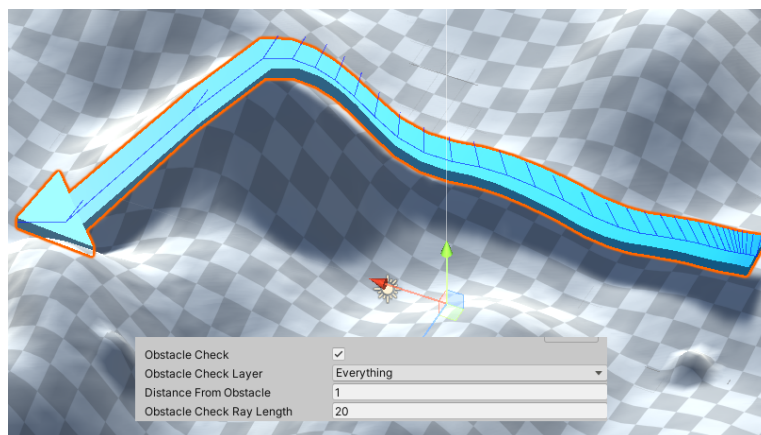 Obstacle Check
Obstacle Check Layer Everything
Distance From Obstacle 1
Obstacle Check Ray Length 20